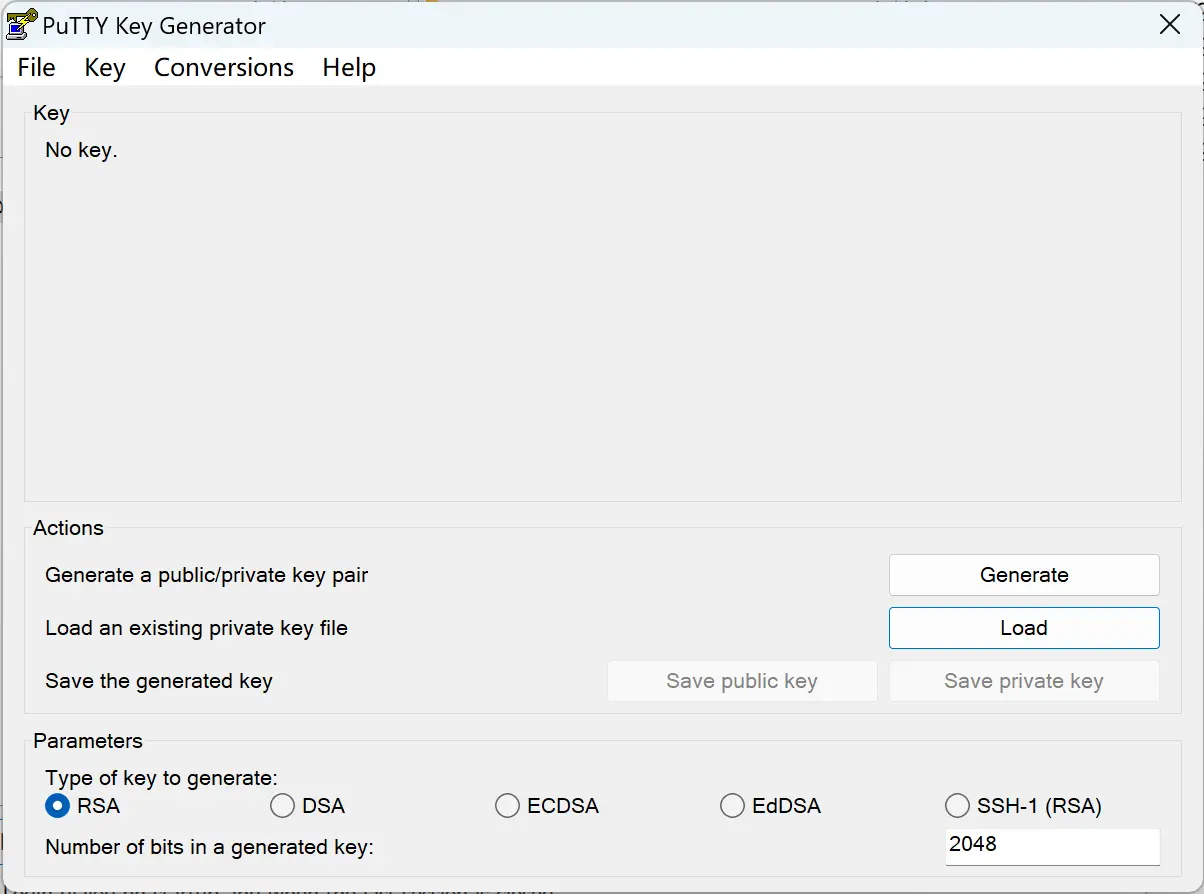 PuTTY Key Generator
File Key Conversions Help
Key
No key.
Actions
Generate a public/private key pair
Generate
Load an existing private key file
Load
Save the generated key
Save public key
Save private key
Parameters
Type of key to generate:
RSA DSA ECDSA EdDSA SSH-1 (RSA)
Number of bits in a generated key:
2048